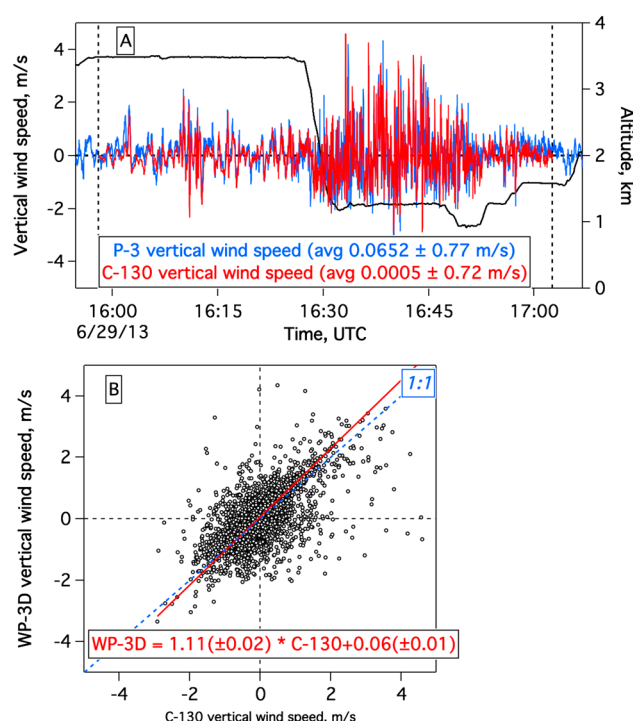 A
4
2
0
-2
-4
Vertical wind speed, m/s
4
3
2
1
0
Altitude, km
P-3 vertical wind speed (avg 0.0652 ± 0.77 m/s)
C-130 vertical wind speed (avg 0.0005 ± 0.72 m/s)
16:00 16:15 16:30 16:45 17:00
6/29/13
Time, UTC
B
1:1
4
2
0
-2
-4
WP-3D vertical wind speed, m/s
WP-3D = 1.11(±0.02) * C-130+0.06(±0.01)
-4 -2 0 2 4
C-130 vertical wind speed, m/s